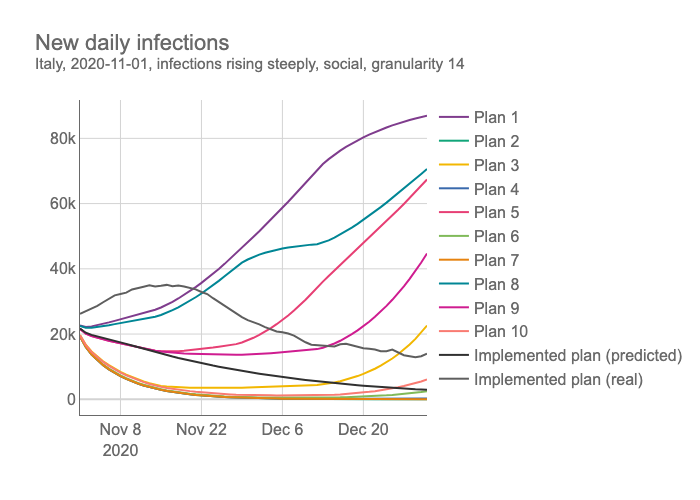 New daily infections
Italy, 2020-11-01, infections rising steeply, social, granularity 14
80k
60k
40k
20k
0
Nov 8
2020
Nov 22
Dec 6
Dec 20
Plan 1
Plan 2
Plan 3
Plan 4
Plan 5
Plan 6
Plan 7
Plan 8
Plan 9
Plan 10
Implemented plan (predicted)
Implemented plan (real)